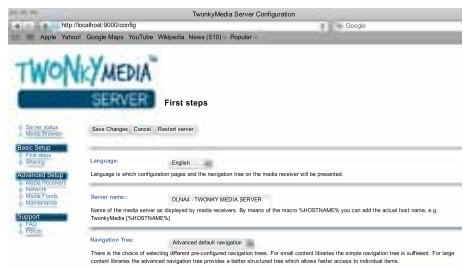 TwonkyMedia Server Configuration
http://localhost:9000/config
Google
Apple Yahoo! Google Maps YouTube Wikipedia News (510) Popular
TWONKYMEDIA
SERVER
First steps
Server status
Media Browser
Save Changes Cancel Restart server
Basic Setup
First steps
Sharing
Language:
English
Language in which configuration pages and the navigation tree on the media receiver will be presented.
Advanced Setup
Media Receivers
Network
Media Feeds
Maintenance
Server name::
DLNA4 - TWONKY MEDIA SERVER
Name of the media server as displayed by media receivers. By means of the macro %HOSTNAME% you can add the actual host name, e.g.
TwonkyMedia [%HOSTNAME%]
Support
FAQ
Forum
Navigation Tree:
Advanced default navigation
There is the choice of selecting different pre-configured navigation trees. For small content libraries the simple navigation tree is sufficient. For large
content libraries the advanced navigation tree provides a better structured tree which allows faster access to individual items.